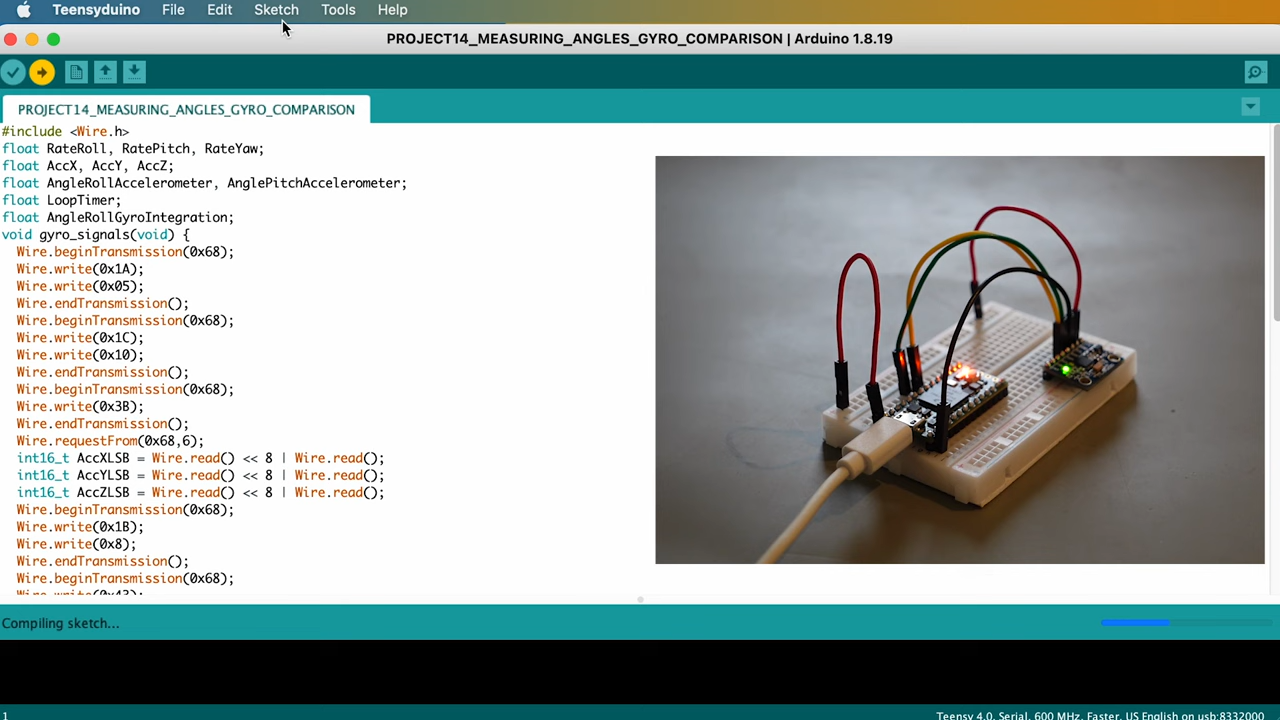 Teensyduino File Edit Sketch Tools Help
PROJECT14_MEASURING_ANGLES_GYRO_COMPARISON | Arduino 1.8.19
PROJECT14_MEASURING_ANGLES_GYRO_COMPARISON
#include <Wire.h>
float RateRoll, RatePitch, RateYaw;
float AccX, AccY, AccZ;
float AngleRollAccelerometer, AnglePitchAccelerometer;
float LoopTimer;
float AngleRollGyroIntegration;
void gyro_signals(void) {
Wire.beginTransmission(0x68);
Wire.write(0x1A);
Wire.write(0x05);
Wire.endTransmission();
Wire.beginTransmission(0x68);
Wire.write(0x1C);
Wire.write(0x10);
Wire.endTransmission();
Wire.beginTransmission(0x68);
Wire.write(0x3B);
Wire.endTransmission();
Wire.requestFrom(0x68,6);
int16_t AccXLSB = Wire.read() << 8 | Wire.read();
int16_t AccYLSB = Wire.read() << 8 | Wire.read();
int16_t AccZLSB = Wire.read() << 8 | Wire.read();
Wire.beginTransmission(0x68);
Wire.write(0x1B);
Wire.write(0x8);
Wire.endTransmission();
Wire.beginTransmission(0x68);
Wire.write(0x43);
Compiling sketch...
1
Teensy 4.0, Serial, 600 MHz, Faster, US English on usb:8332000